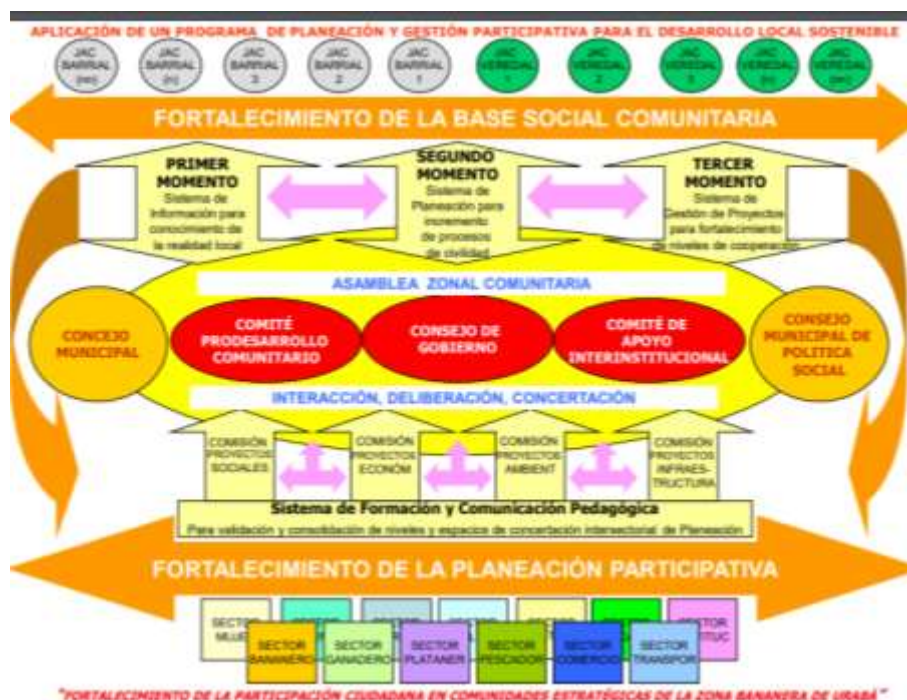 APLICACIÓN DE UN PROGRAMA DE PLANEACIÓN Y GESTIÓN PARTICIPATIVA PARA EL DESARROLLO LOCAL SOSTENIBLE
JAC
BARRIAL
(nn)
JAC
BARRIAL
(n)
JAC
BARRIAL
3
JAC
BARRIAL
2
JAC
BARRIAL
1
JAC
VEREDAL
1
JAC
VEREDAL
2
JAC
VEREDAL
3
JAC
VEREDAL
(n)
JAC
VEREDAL
(nn)
FORTALECIMIENTO DE LA BASE SOCIAL COMUNITARIA
PRIMER
MOMENTO
Sistema de
Información para
conocimiento de
la realidad local
SEGUNDO
MOMENTO
Sistema de
Planeación para
incremento
de procesos
de civilidad
TERCER
MOMENTO
Sistema de
Gestión de Proyectos
para fortalecimiento
de niveles de cooperación
ASAMBLEA ZONAL COMUNITARIA
CONCEJO
MUNICIPAL
COMITÉ
PRODESARROLLO
COMUNITARIO
CONSEJO DE
GOBIERNO
COMITÉ DE
APOYO
INTERINSTITUCIONAL
CONSEJO
MUNICIPAL DE
POLITICA
SOCIAL
INTERACCIÓN, DELIBERACIÓN, CONCERTACIÓN
COMISIÓN
PROYECTOS
SOCIALES
COMISIÓN
PROYECTOS
ECONÓM
COMISIÓN
PROYECTOS
AMBIENT
COMISIÓN
PROYECTOS
INFRAES-
TRUCTURA
Sistema de Formación y Comunicación Pedagógica
Para validación y consolidación de niveles y espacios de concertación intersectorial de Planeación
FORTALECIMIENTO DE LA PLANEACIÓN PARTICIPATIVA
SECTOR
SECTOR
BANANERO
SECTOR
GANADERO
SECTOR
PLATANER
SECTOR
PESCADOR
SECTOR
COMERCIO
SECTOR
TRANSPOR
"FORTALECIMIENTO DE LA PARTICIPACIÓN CIUDADANA EN COMUNIDADES ESTRATÉGICAS DE LA ZONA BANANERA DE URABÁ"